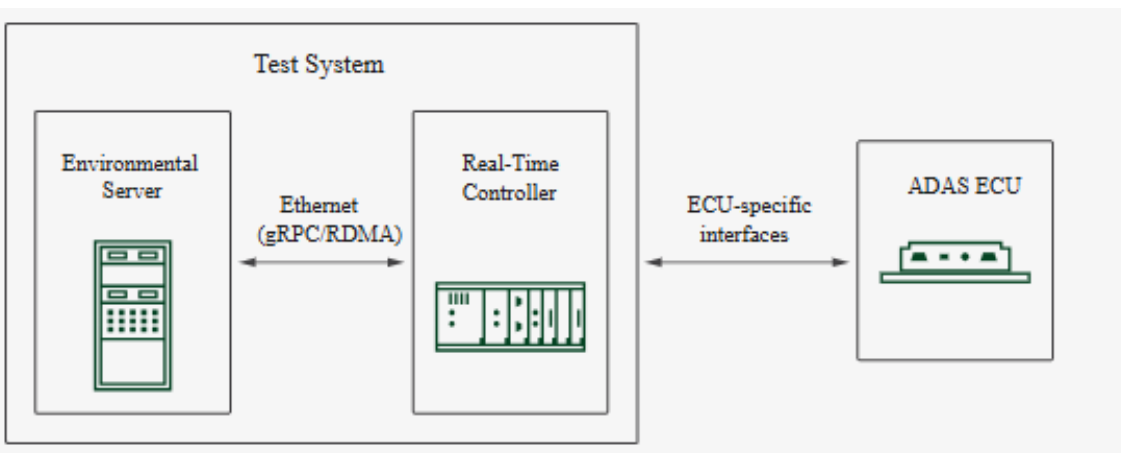 Test System
Environmental
Server
Ethernet
(gRPC/RDMA)
Real-Time
Controller
ECU-specific
interfaces
ADAS ECU